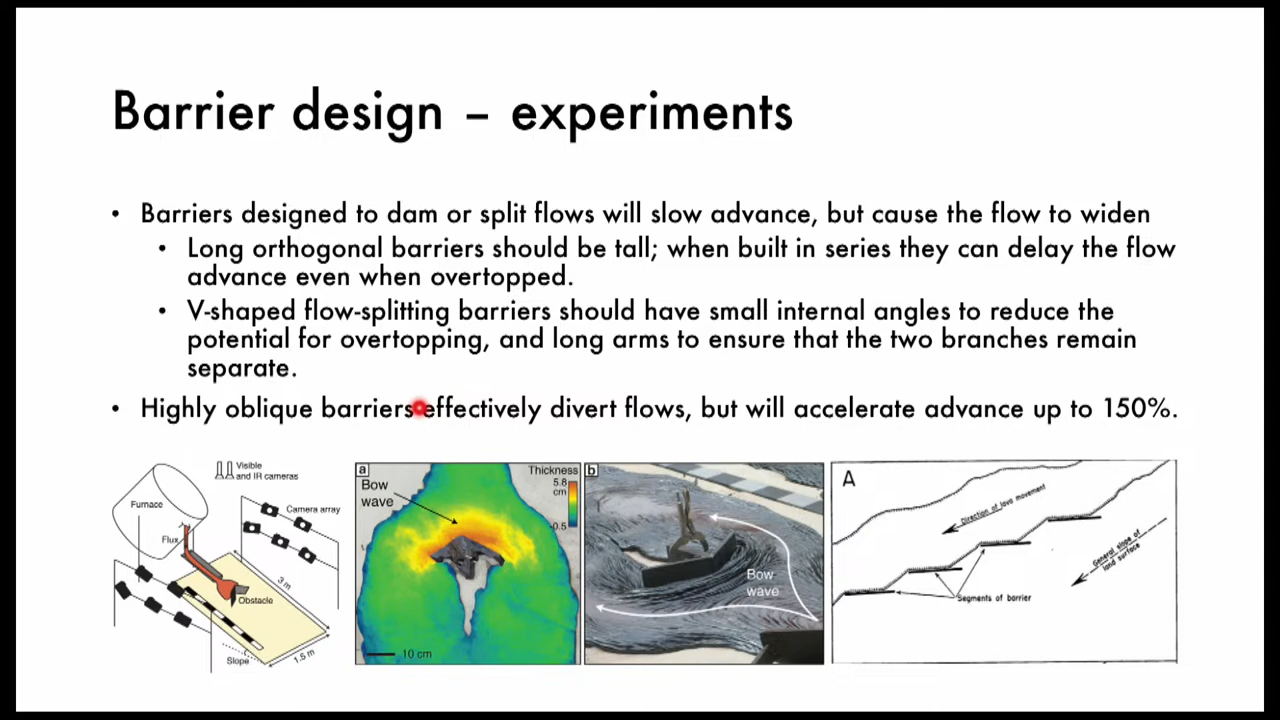 Barrier design – experiments
• Barriers designed to dam or split flows will slow advance, but cause the flow to widen
• Long orthogonal barriers should be tall; when built in series they can delay the flow
advance even when overtopped.
• V-shaped flow-splitting barriers should have small internal angles to reduce the
potential for overtopping, and long arms to ensure that the two branches remain
separate.
• Highly oblique barriers effectively divert flows, but will accelerate advance up to 150%.
Visible
and IR cameras
Furnace
Camera array
Flux
3 m
Obstacle
Slope
1.5 m
a
Thickness
5.8
cm
0.5
Bow
wave
10 cm
b
Bow
wave
A
Direction of lava movement
General slope of
land surface
Segments of barrier